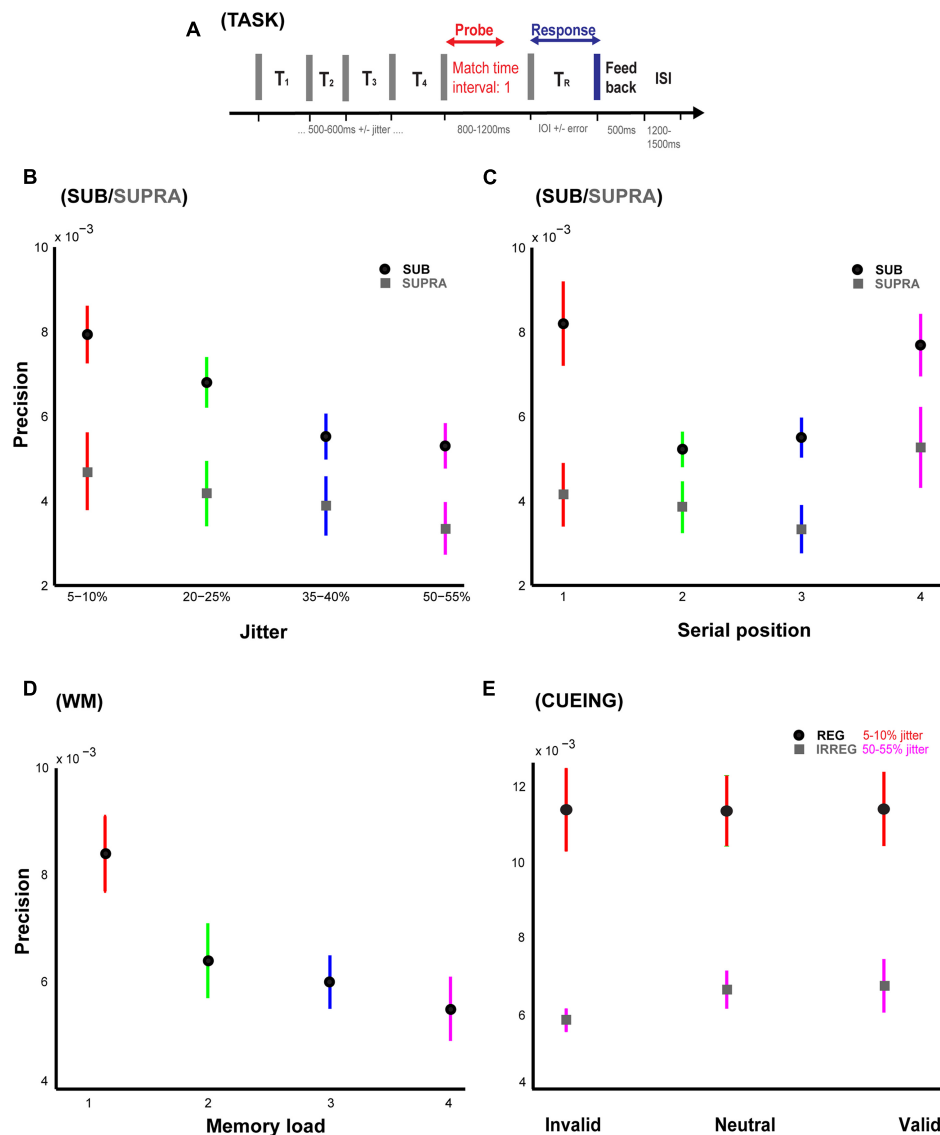 A (TASK)
Probe Response
T1 T2 T3 T4 Match time TR Feed ISI
interval: 1 back
... 500-600ms +/- jitter .... 800-1200ms IOI +/- error 500ms 1200-
1500ms
B
(SUB/SUPRA)
x 10 -3
10
SUB
SUPRA
8
6
4
2
Precision
5−10% 20−25% 35−40% 50−55%
Jitter
C
(SUB/SUPRA)
x 10 -3
10
SUB
SUPRA
8
6
4
2
1 2 3 4
Serial position
D (WM)
x 10 -3
10
8
6
4
Precision
1 2 3 4
Memory load
E (CUEING)
REG 5-10% jitter
IRREG 50-55% jitter
x 10 -3
12
10
8
6
4
Invalid Neutral Valid